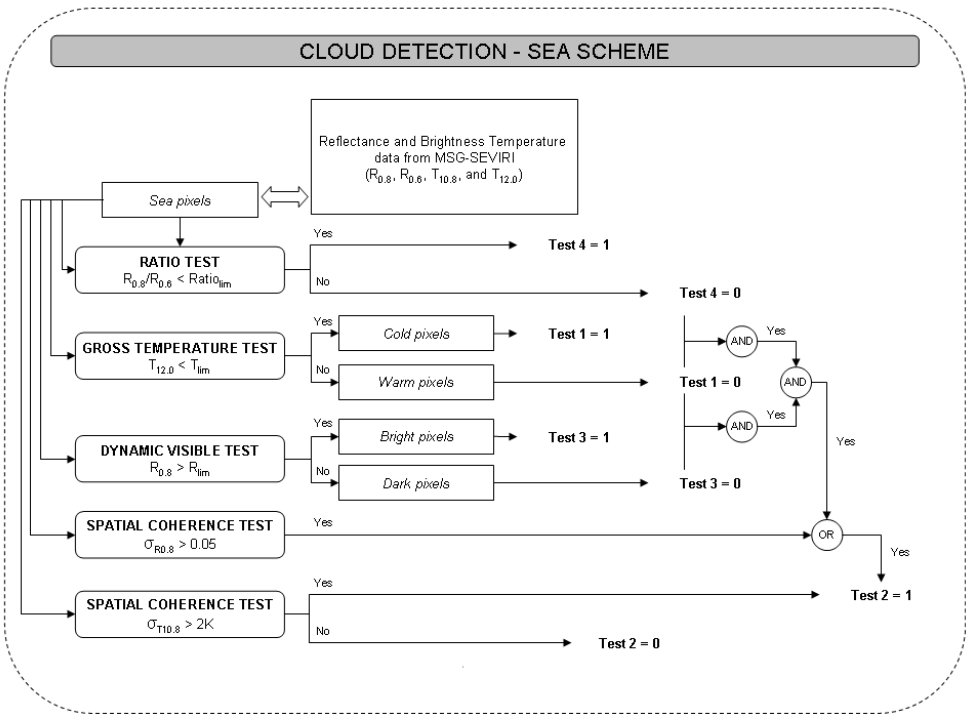 CLOUD DETECTION - SEA SCHEME
Reflectance and Brightness Temperature
data from MSG-SEVIRI
(R0.8, R0.6, T10.8, and T12.0)
Sea pixels
RATIO TEST
R0.8/R0.6 < Ratiolim
Yes
Test 4 = 1
No
Test 4 = 0
GROSS TEMPERATURE TEST
T12.0 < Tlim
Yes
Cold pixels
Test 1 = 1
No
Warm pixels
Test 1 = 0
AND
Yes
AND
AND
Yes
Yes
DYNAMIC VISIBLE TEST
R0.8 > Rlim
Yes
Bright pixels
Test 3 = 1
No
Dark pixels
Test 3 = 0
SPATIAL COHERENCE TEST
σR0.8 > 0.05
Yes
OR
Yes
SPATIAL COHERENCE TEST
σT10.8 > 2K
Yes
Test 2 = 1
No
Test 2 = 0